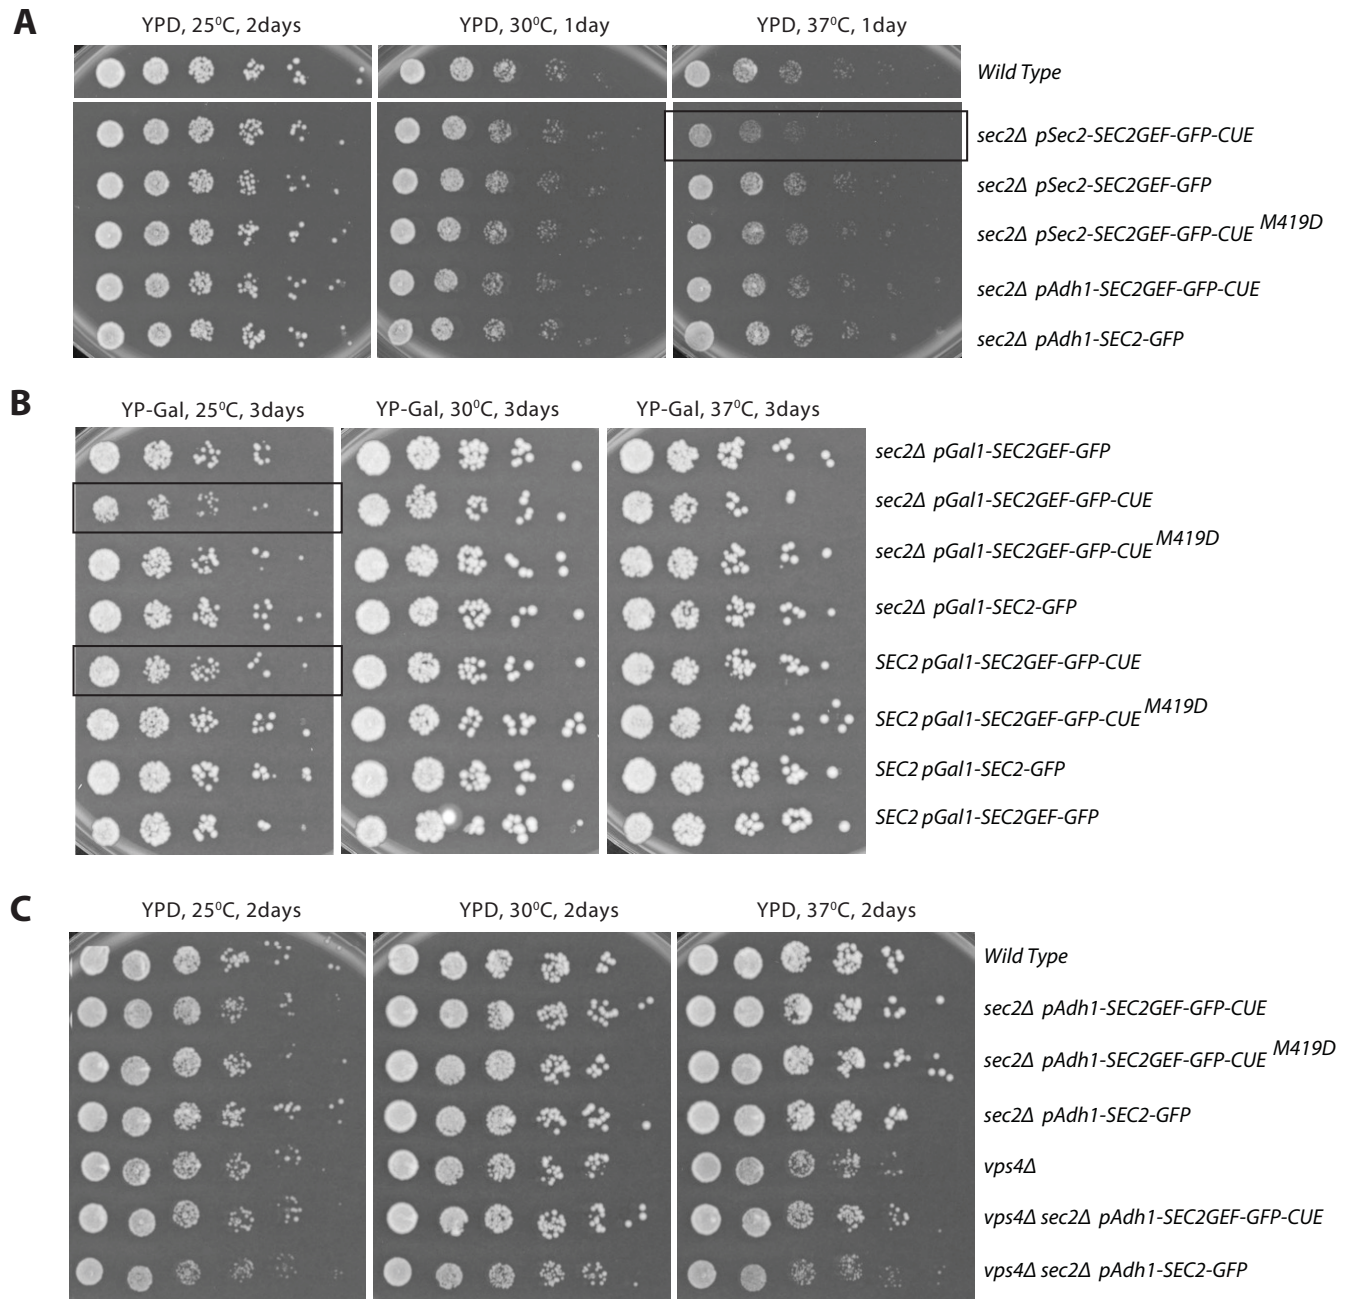 A
YPD, 25⁰C, 2days
YPD, 30⁰C, 1day
YPD, 37⁰C, 1day
Wild Type
sec2Δ pSec2-SEC2GEF-GFP-CUE
sec2Δ pSec2-SEC2GEF-GFP
sec2Δ pSec2-SEC2GEF-GFP-CUE M419D
sec2Δ pAdh1-SEC2GEF-GFP-CUE
sec2Δ pAdh1-SEC2-GFP
B
YP-Gal, 25⁰C, 3days
YP-Gal, 30⁰C, 3days
YP-Gal, 37⁰C, 3days
sec2Δ pGal1-SEC2GEF-GFP
sec2Δ pGal1-SEC2GEF-GFP-CUE
sec2Δ pGal1-SEC2GEF-GFP-CUE M419D
sec2Δ pGal1-SEC2-GFP
SEC2 pGal1-SEC2GEF-GFP-CUE
SEC2 pGal1-SEC2GEF-GFP-CUE M419D
SEC2 pGal1-SEC2-GFP
SEC2 pGal1-SEC2GEF-GFP
C
YPD, 25⁰C, 2days
YPD, 30⁰C, 2days
YPD, 37⁰C, 2days
Wild Type
sec2Δ pAdh1-SEC2GEF-GFP-CUE
sec2Δ pAdh1-SEC2GEF-GFP-CUE M419D
sec2Δ pAdh1-SEC2-GFP
vps4Δ
vps4Δ sec2Δ pAdh1-SEC2GEF-GFP-CUE
vps4Δ sec2Δ pAdh1-SEC2-GFP